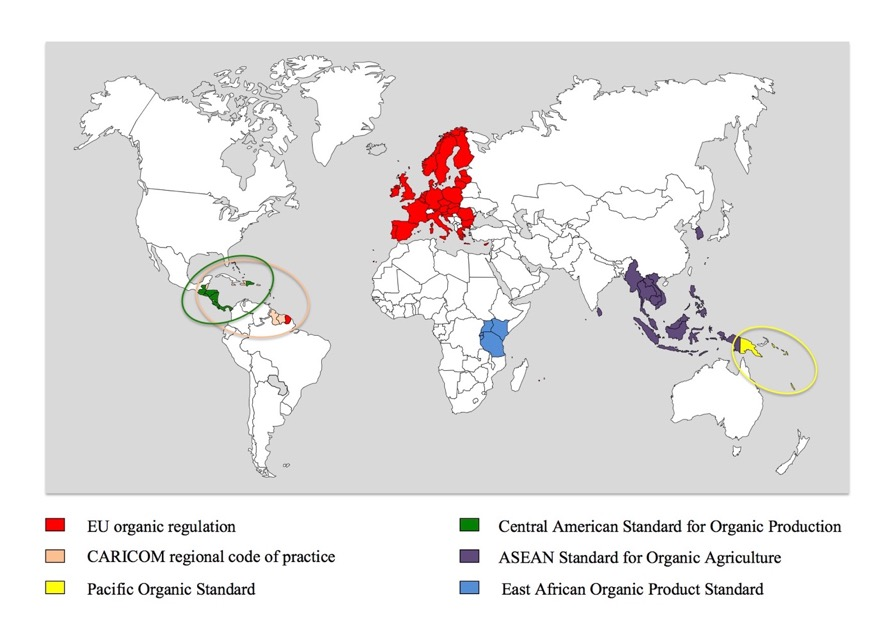 EU organic regulation
CARICOM regional code of practice
Pacific Organic Standard
Central American Standard for Organic Production
ASEAN Standard for Organic Agriculture
East African Organic Product Standard